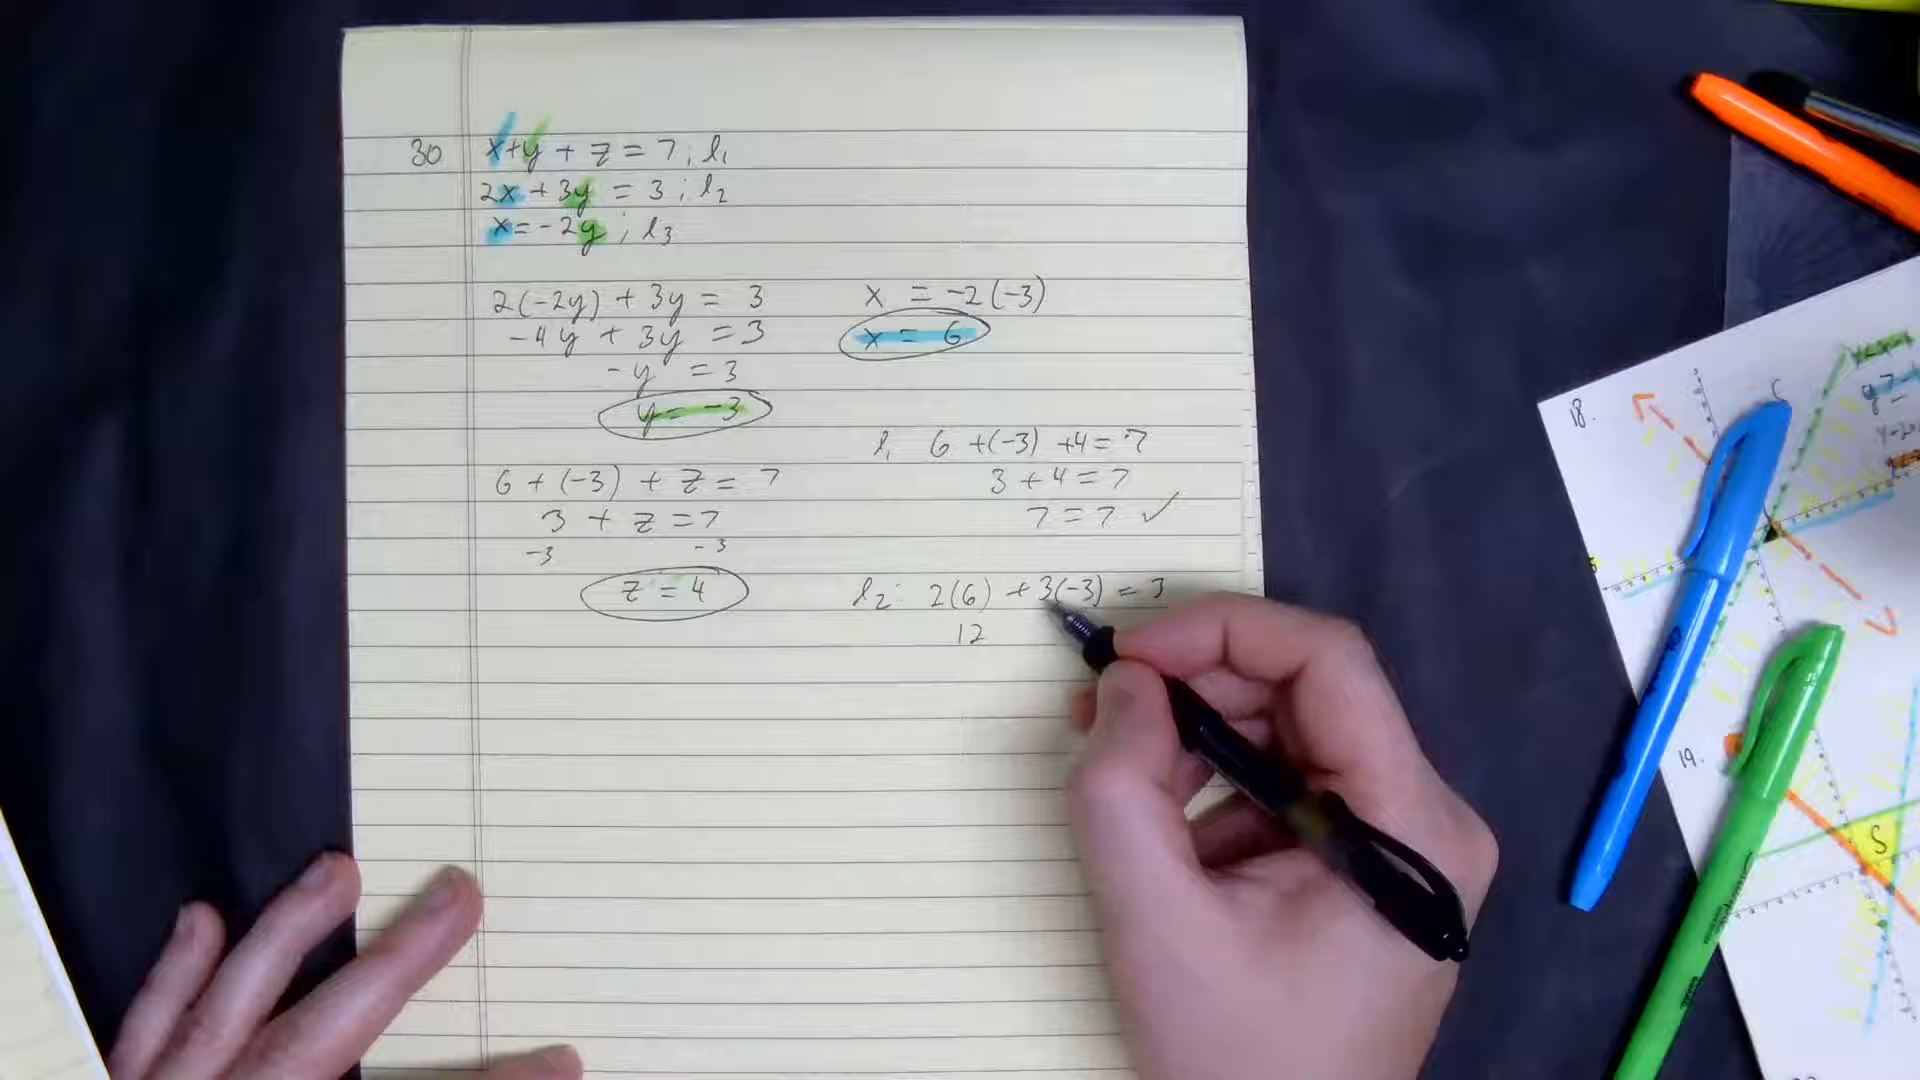 30 x+y + z = 7; l₁
2x + 3y = 3; l₂
x = -2y; l₃
2(-2y) + 3y = 3
-4y + 3y = 3
-y = 3
y = -3
x = -2(-3)
x = 6
6 + (-3) + z = 7
3 + z = 7
-3 -3
z = 4
l₁ 6 +(-3) +4 = 7
3 + 4 = 7
7 = 7 ✓
l₂: 2(6) + 3(-3) = 3
12
18.
19.
S